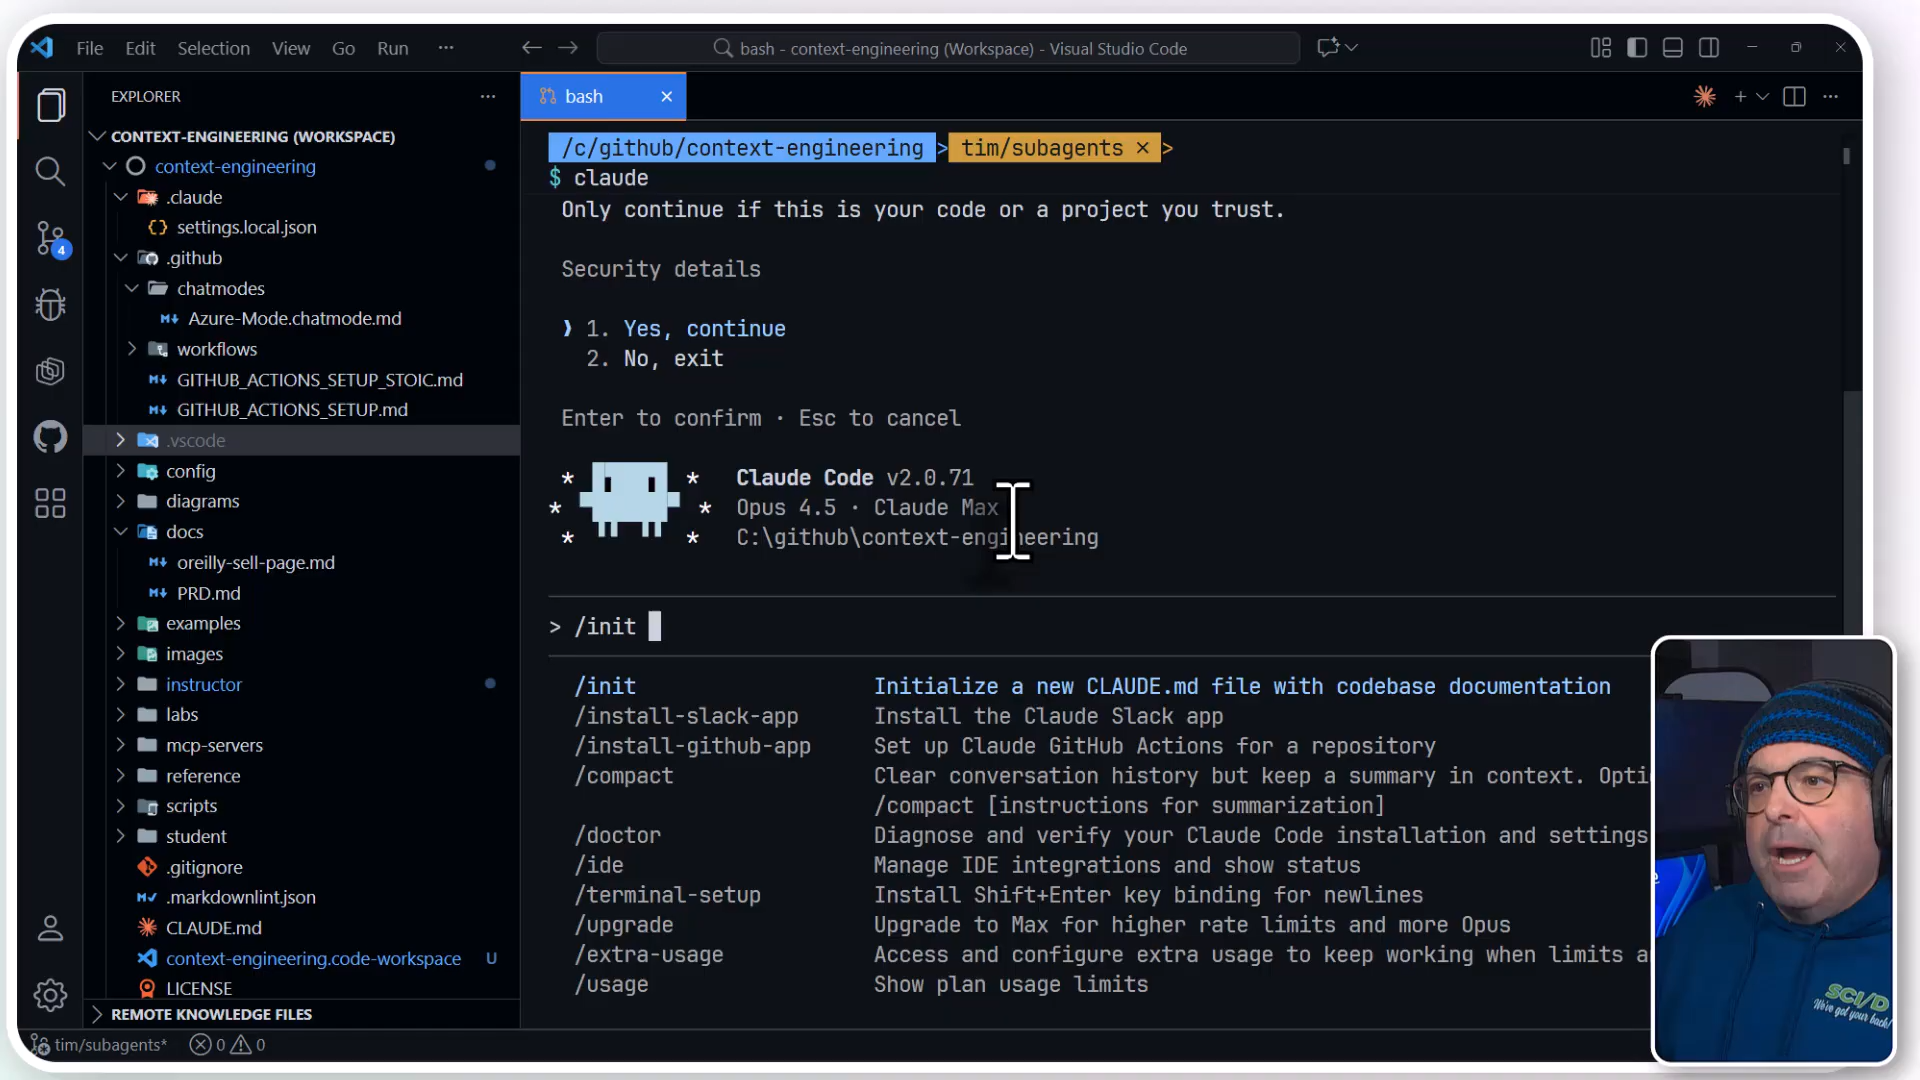 File Edit Selection View Go Run ···
bash - context-engineering (Workspace) - Visual Studio Code
EXPLORER
CONTEXT-ENGINEERING (WORKSPACE)
context-engineering
.claude
settings.local.json
.github
chatmodes
Azure-Mode.chatmode.md
workflows
GITHUB_ACTIONS_SETUP_STOIC.md
GITHUB_ACTIONS_SETUP.md
.vscode
config
diagrams
docs
oreilly-sell-page.md
PRD.md
examples
images
instructor
labs
mcp-servers
reference
scripts
student
.gitignore
.markdownlint.json
CLAUDE.md
context-engineering.code-workspace U
LICENSE
REMOTE KNOWLEDGE FILES
4
tim/subagents* 0 0
bash
/c/github/context-engineering > tim/subagents × >
$ claude
Only continue if this is your code or a project you trust.
Security details
❯ 1. Yes, continue
2. No, exit
Enter to confirm · Esc to cancel
Claude Code v2.0.71
Opus 4.5 · Claude Max
C:\github\context-engineering
> /init
/init Initialize a new CLAUDE.md file with codebase documentation
/install-slack-app Install the Claude Slack app
/install-github-app Set up Claude GitHub Actions for a repository
/compact Clear conversation history but keep a summary in context. Opti
/compact [instructions for summarization]
/doctor Diagnose and verify your Claude Code installation and settings
/ide Manage IDE integrations and show status
/terminal-setup Install Shift+Enter key binding for newlines
/upgrade Upgrade to Max for higher rate limits and more Opus
/extra-usage Access and configure extra usage to keep working when limits a
/usage Show plan usage limits
SCI/D
We've got your back!